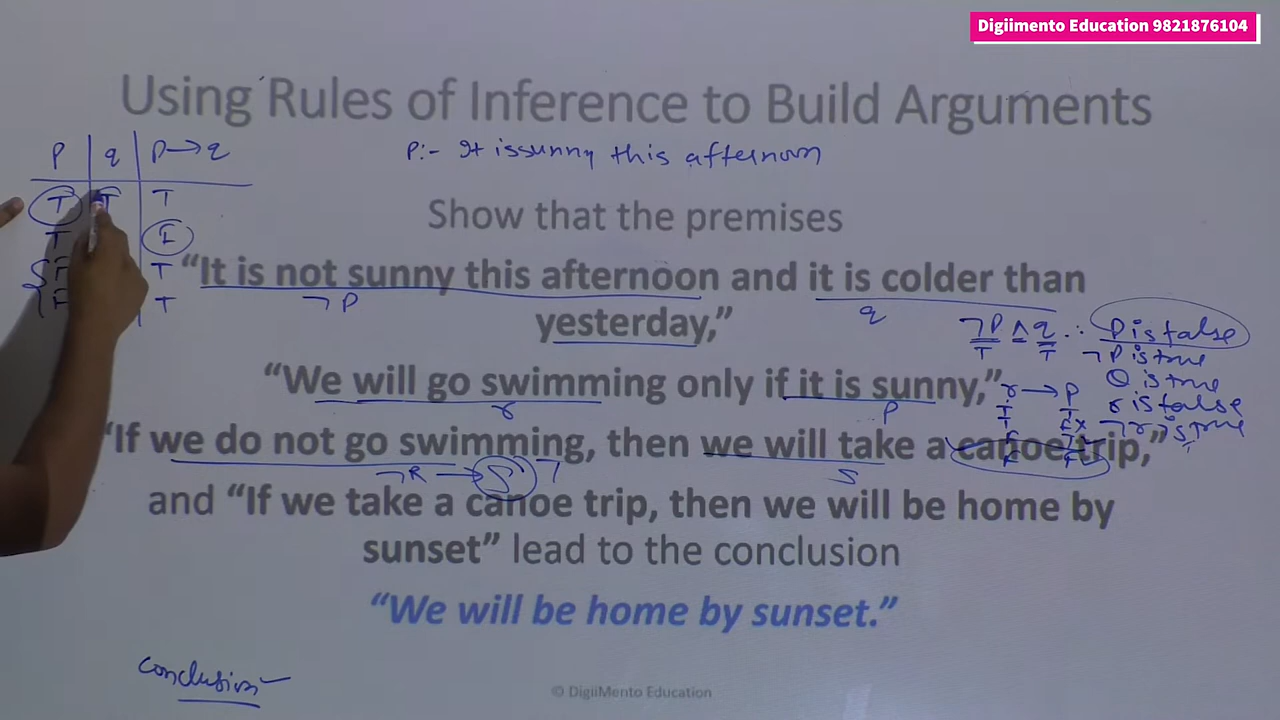 Digiimento Education 9821876104
Using Rules of Inference to Build Arguments
P q P→q
P:- It is sunny this afternoon
T T T
T F
T
T
Show that the premises
“It is not sunny this afternoon and it is colder than
¬P q
yesterday,”
¬P ∧ q ∴ P is false
T T ¬P is true
Q is true
“We will go swimming only if it is sunny,”
r P
r → P
r is false
¬r is true
T T
“If we do not go swimming, then we will take a canoe trip,”
¬R → S
S
and “If we take a canoe trip, then we will be home by
sunset” lead to the conclusion
“We will be home by sunset.”
Conclusion -
© DigiiMento Education